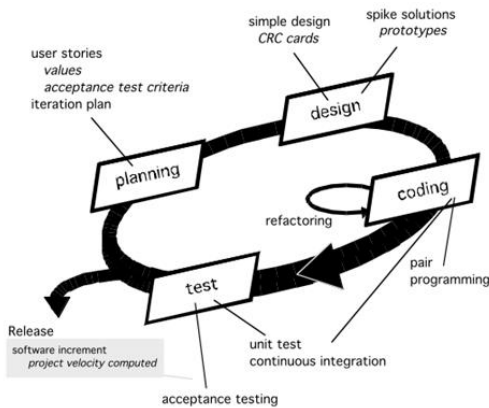 simple design
CRC cards
spike solutions
prototypes
user stories
values
acceptance test criteria
iteration plan
design
planning
coding
refactoring
test
pair
programming
Release
software increment
project velocity computed
unit test
continuous integration
acceptance testing